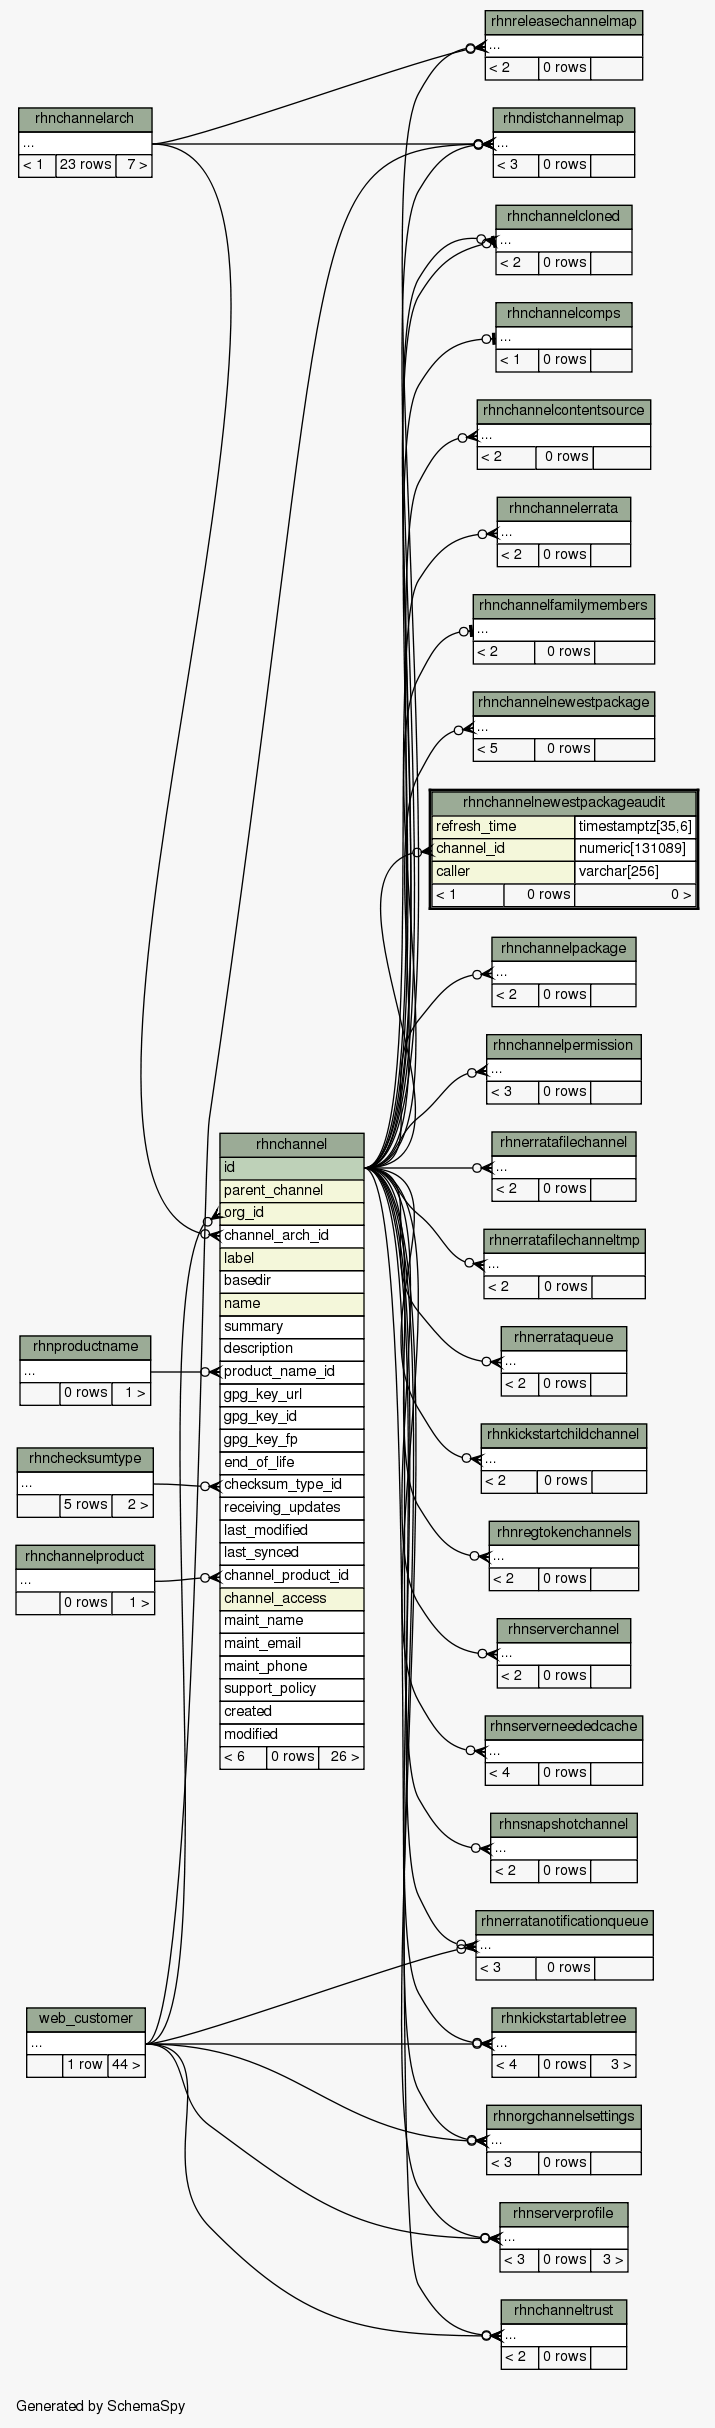 rhnreleasechannelmap
...
< 2 0 rows
rhnchannelarch
...
< 1 23 rows 7 >
rhndistchannelmap
...
< 3 0 rows
rhnchannelcloned
...
< 2 0 rows
rhnchannelcomps
...
< 1 0 rows
rhnchannelcontentsource
...
< 2 0 rows
rhnchannelerrata
...
< 2 0 rows
rhnchannelfamilymembers
...
< 2 0 rows
rhnchannelnewestpackage
...
< 5 0 rows
rhnchannelnewestpackageaudit
refresh_time timestamptz[35,6]
channel_id numeric[131089]
caller varchar[256]
< 1 0 rows 0 >
rhnchannelpackage
...
< 2 0 rows
rhnchannelpermission
...
< 3 0 rows
rhnerratafilechannel
...
< 2 0 rows
rhnerratafilechanneltmp
...
< 2 0 rows
rhnerrataqueue
...
< 2 0 rows
rhnkickstartchildchannel
...
< 2 0 rows
rhnregtokenchannels
...
< 2 0 rows
rhnserverchannel
...
< 2 0 rows
rhnserverneededcache
...
< 4 0 rows
rhnsnapshotchannel
...
< 2 0 rows
rhnerratanotificationqueue
...
< 3 0 rows
rhnkickstartabletree
...
< 4 0 rows 3 >
rhnorgchannelsettings
...
< 3 0 rows
rhnserverprofile
...
< 3 0 rows 3 >
rhnchanneltrust
...
< 2 0 rows
rhnchannel
id
parent_channel
org_id
channel_arch_id
label
basedir
name
summary
description
product_name_id
gpg_key_url
gpg_key_id
gpg_key_fp
end_of_life
checksum_type_id
receiving_updates
last_modified
last_synced
channel_product_id
channel_access
maint_name
maint_email
maint_phone
support_policy
created
modified
< 6 0 rows 26 >
rhnproductname
...
0 rows 1 >
rhnchecksumtype
...
5 rows 2 >
rhnchannelproduct
...
0 rows 1 >
web_customer
...
1 row 44 >
Generated by SchemaSpy